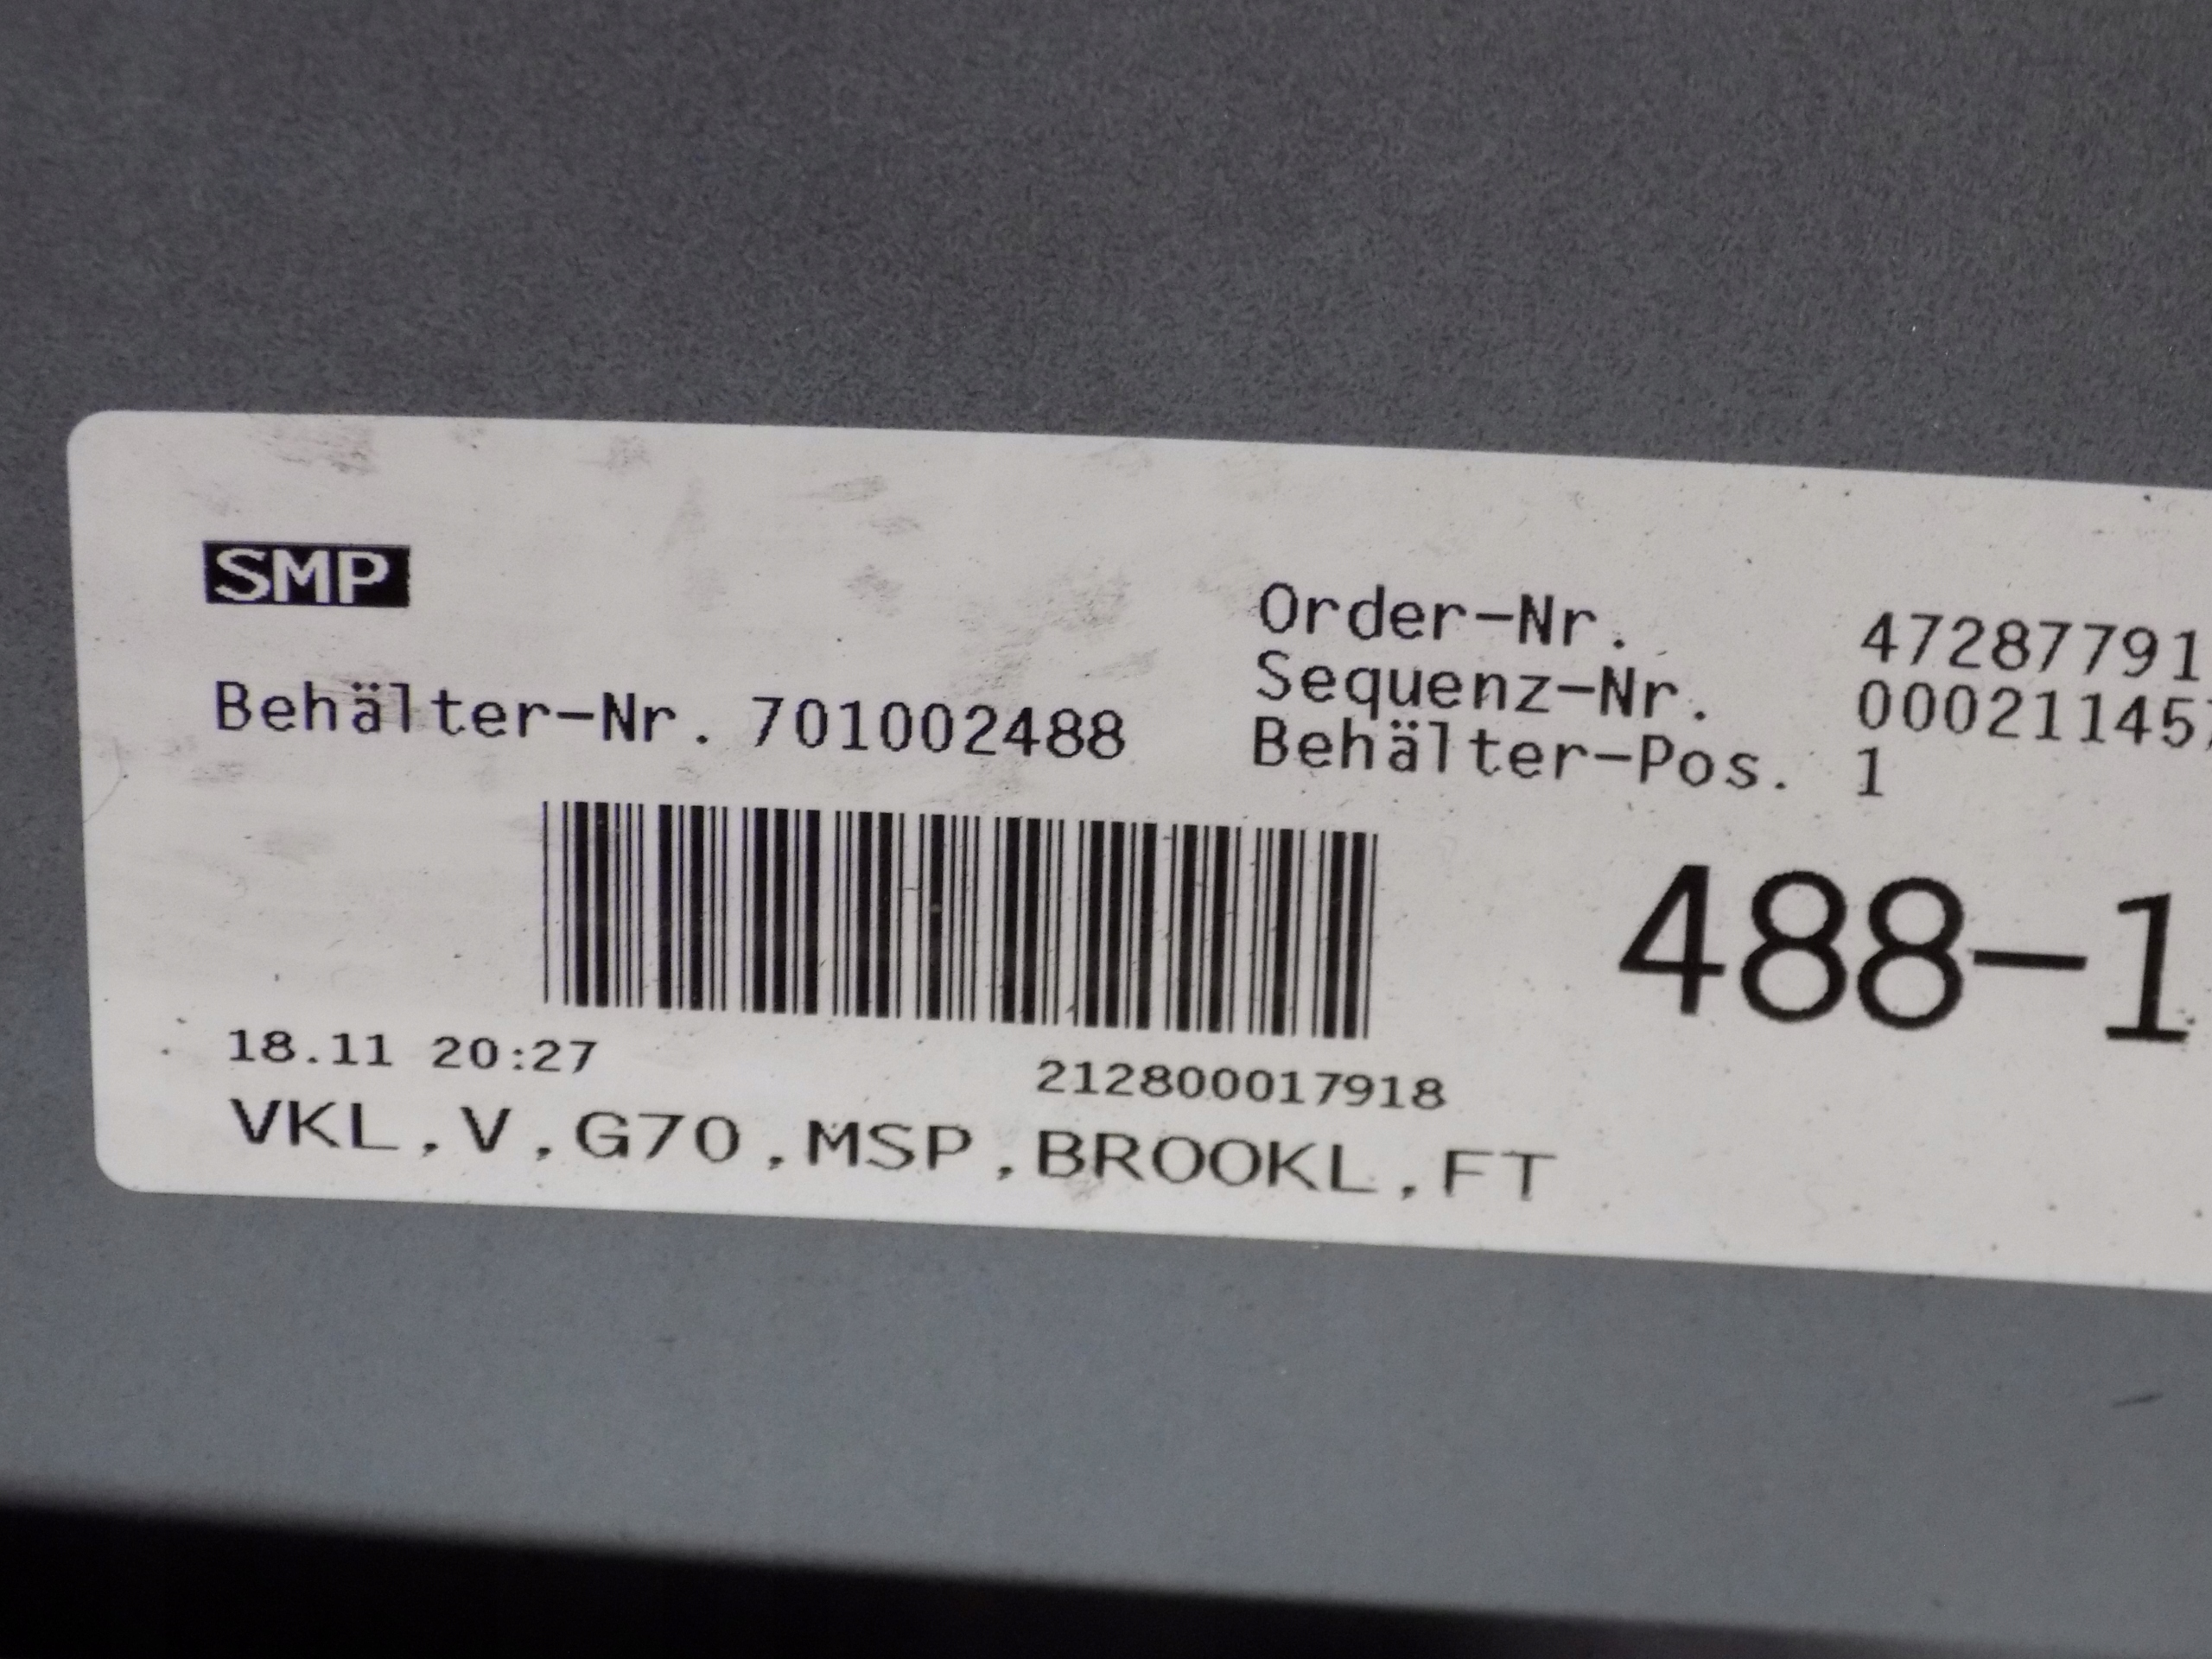 SMP
Behälter-Nr. 701002488
Order-Nr. 47287791
Sequenz-Nr.
Behälter-Pos. 1
488-1
18.11 20:27
212800017918
VKL,V,G70,MSP,BROOKL,FT